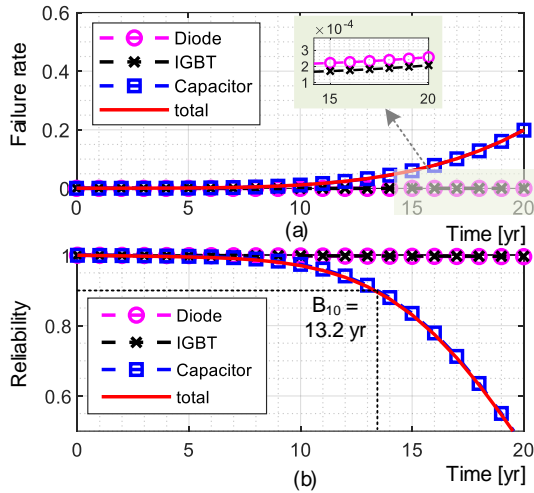 0.6
0.4
0.2
0
Failure rate
Diode
IGBT
Capacitor
total
× 10⁻⁴
3
2
1
15 20
0 5 10 15 20
(a)
Time [yr]
1
0.8
0.6
Reliability
B₁₀ =
13.2 yr
Diode
IGBT
Capacitor
total
0 5 10 15 20
(b)
Time [yr]